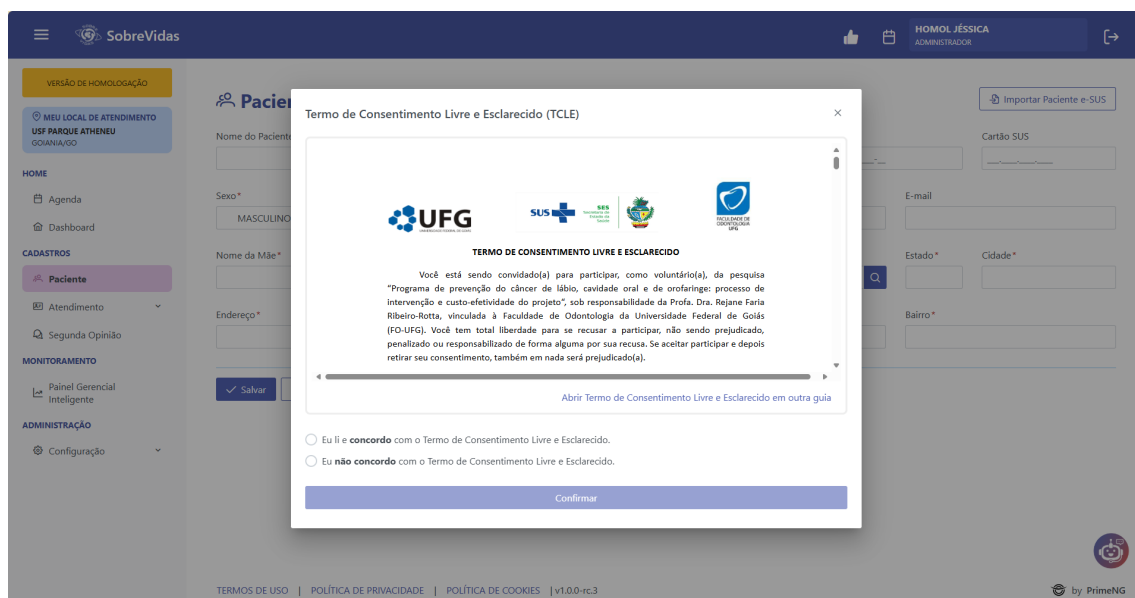 SobreVidas
HOMOL JÉSSICA
ADMINISTRADOR
VERSÃO DE HOMOLOGAÇÃO
MEU LOCAL DE ATENDIMENTO
USF PARQUE ATHENEU
GOIANIA/GO
HOME
Agenda
Dashboard
CADASTROS
Paciente
Atendimento
Segunda Opinião
MONITORAMENTO
Painel Gerencial
Inteligente
ADMINISTRAÇÃO
Configuração
Pacien
Importar Paciente e-SUS
Nome do Paciente
Cartão SUS
Sexo*
E-mail
MASCULINO
Nome da Mãe*
Estado*
Cidade*
Endereço*
Bairro*
Salvar
Termo de Consentimento Livre e Esclarecido (TCLE)
UFG
SUS
SES
FACULDADE DE
ODONTOLOGIA
UFG
TERMO DE CONSENTIMENTO LIVRE E ESCLARECIDO
Você está sendo convidado(a) para participar, como voluntário(a), da pesquisa
"Programa de prevenção do câncer de lábio, cavidade oral e de orofaringe: processo de
intervenção e custo-efetividade do projeto", sob responsabilidade da Profa. Dra. Rejane Faria
Ribeiro-Rotta, vinculada à Faculdade de Odontologia da Universidade Federal de Goiás
(FO-UFG). Você tem total liberdade para se recusar a participar, não sendo prejudicado,
penalizado ou responsabilizado de forma alguma por sua recusa. Se aceitar participar e depois
retirar seu consentimento, também em nada será prejudicado(a).
Abrir Termo de Consentimento Livre e Esclarecido em outra guia
Eu li e concordo com o Termo de Consentimento Livre e Esclarecido.
Eu não concordo com o Termo de Consentimento Livre e Esclarecido.
Confirmar
TERMOS DE USO | POLÍTICA DE PRIVACIDADE | POLÍTICA DE COOKIES | v1.0.0-rc.3
by PrimeNG